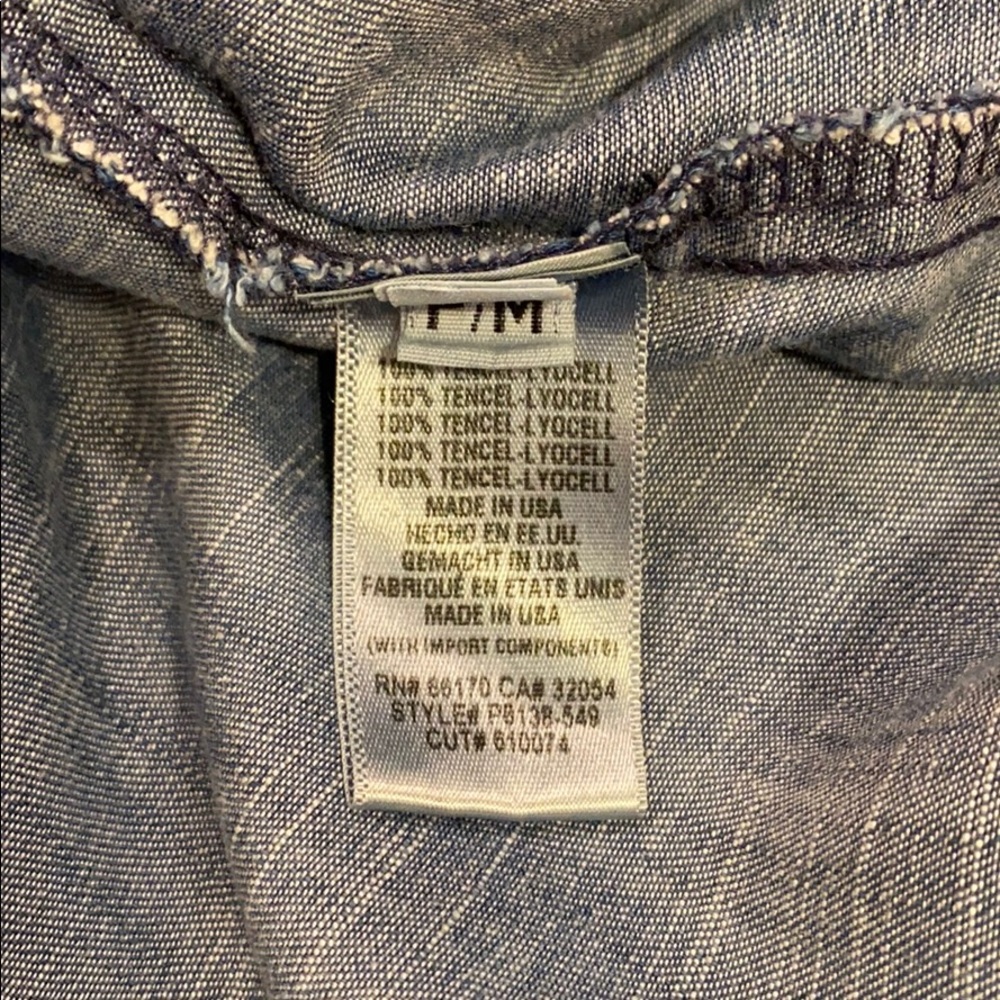 P/M
100% TENCEL-LYOCELL
100% TENCEL-LYOCELL
100% TENCEL-LYOCELL
100% TENCEL-LYOCELL
100% TENCEL-LYOCELL
MADE IN USA
HECHO EN EE.UU.
GEMACHT IN USA
FABRIQUÉ EN ETATS UNIS
MADE IN USA
(WITH IMPORT COMPONENTS)
RN# 66170 CA# 32054
STYLE# P8138-549
CUT# 610074